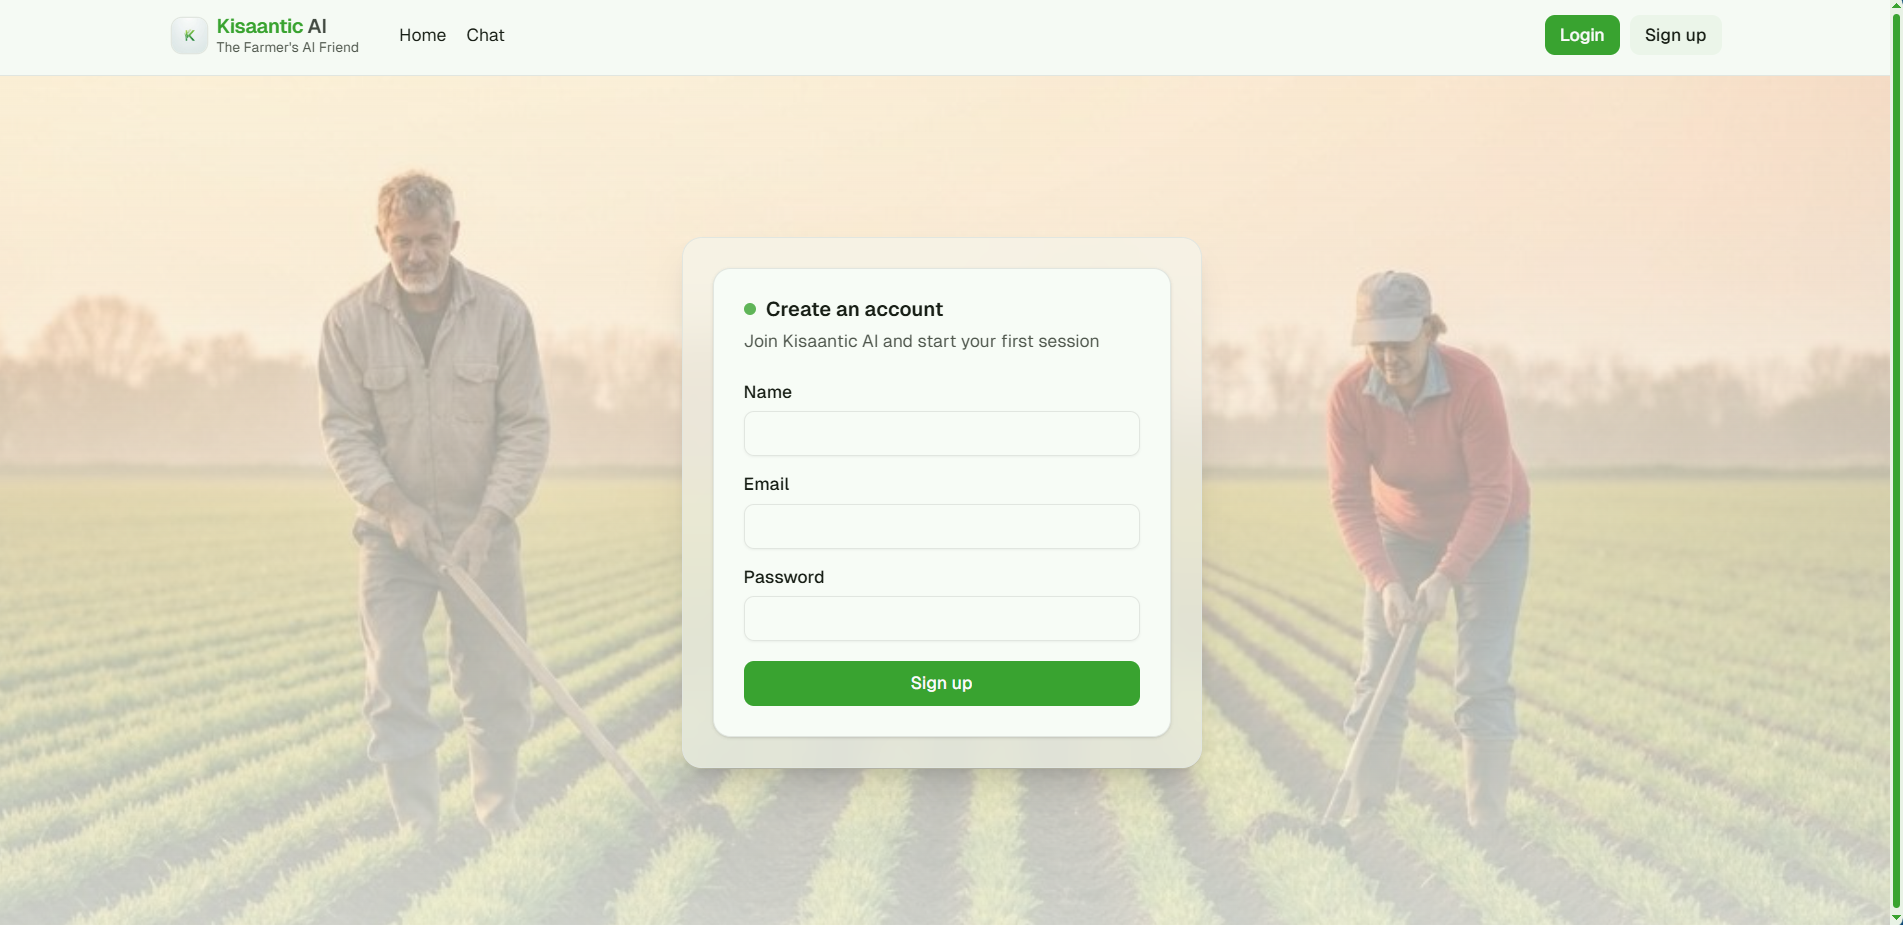 K
Kisaantic AI
The Farmer's AI Friend
Home
Chat
Login
Sign up
Create an account
Join Kisaantic AI and start your first session
Name
Email
Password
Sign up